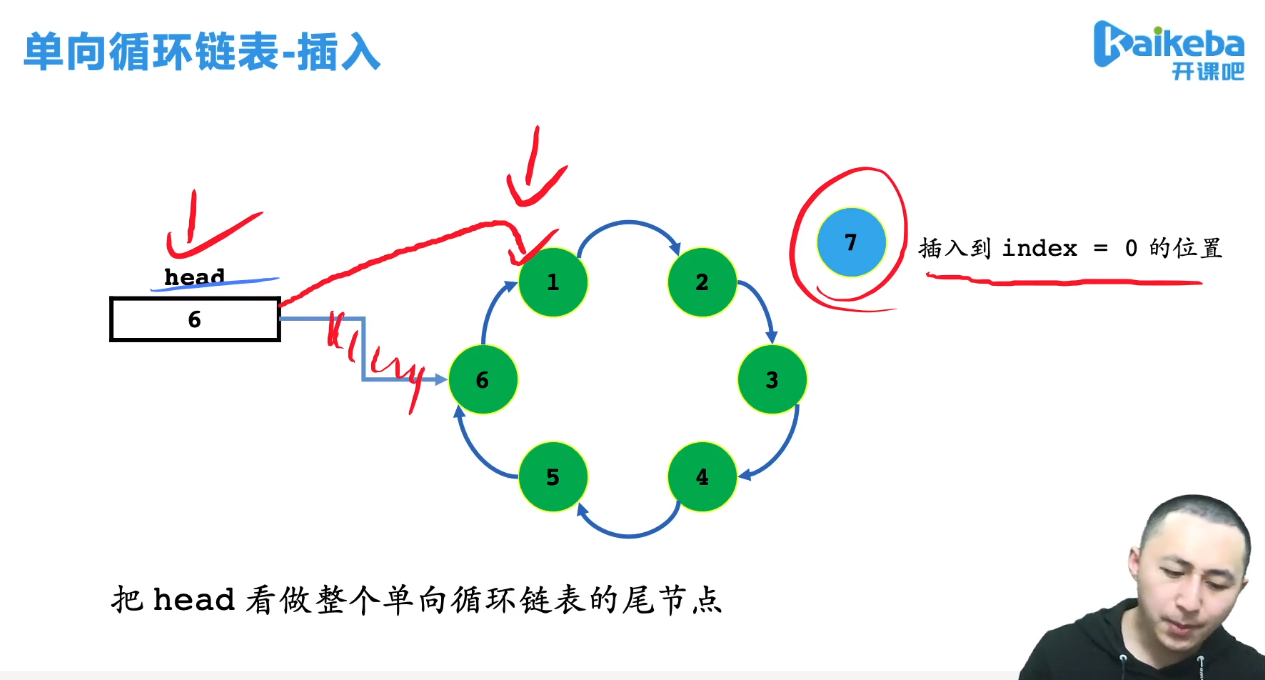 单向循环链表-插入
kaikeba
开课吧
head
6
1
2
3
4
5
6
7
插入到 index = 0 的位置
把 head 看做整个单向循环链表的尾节点